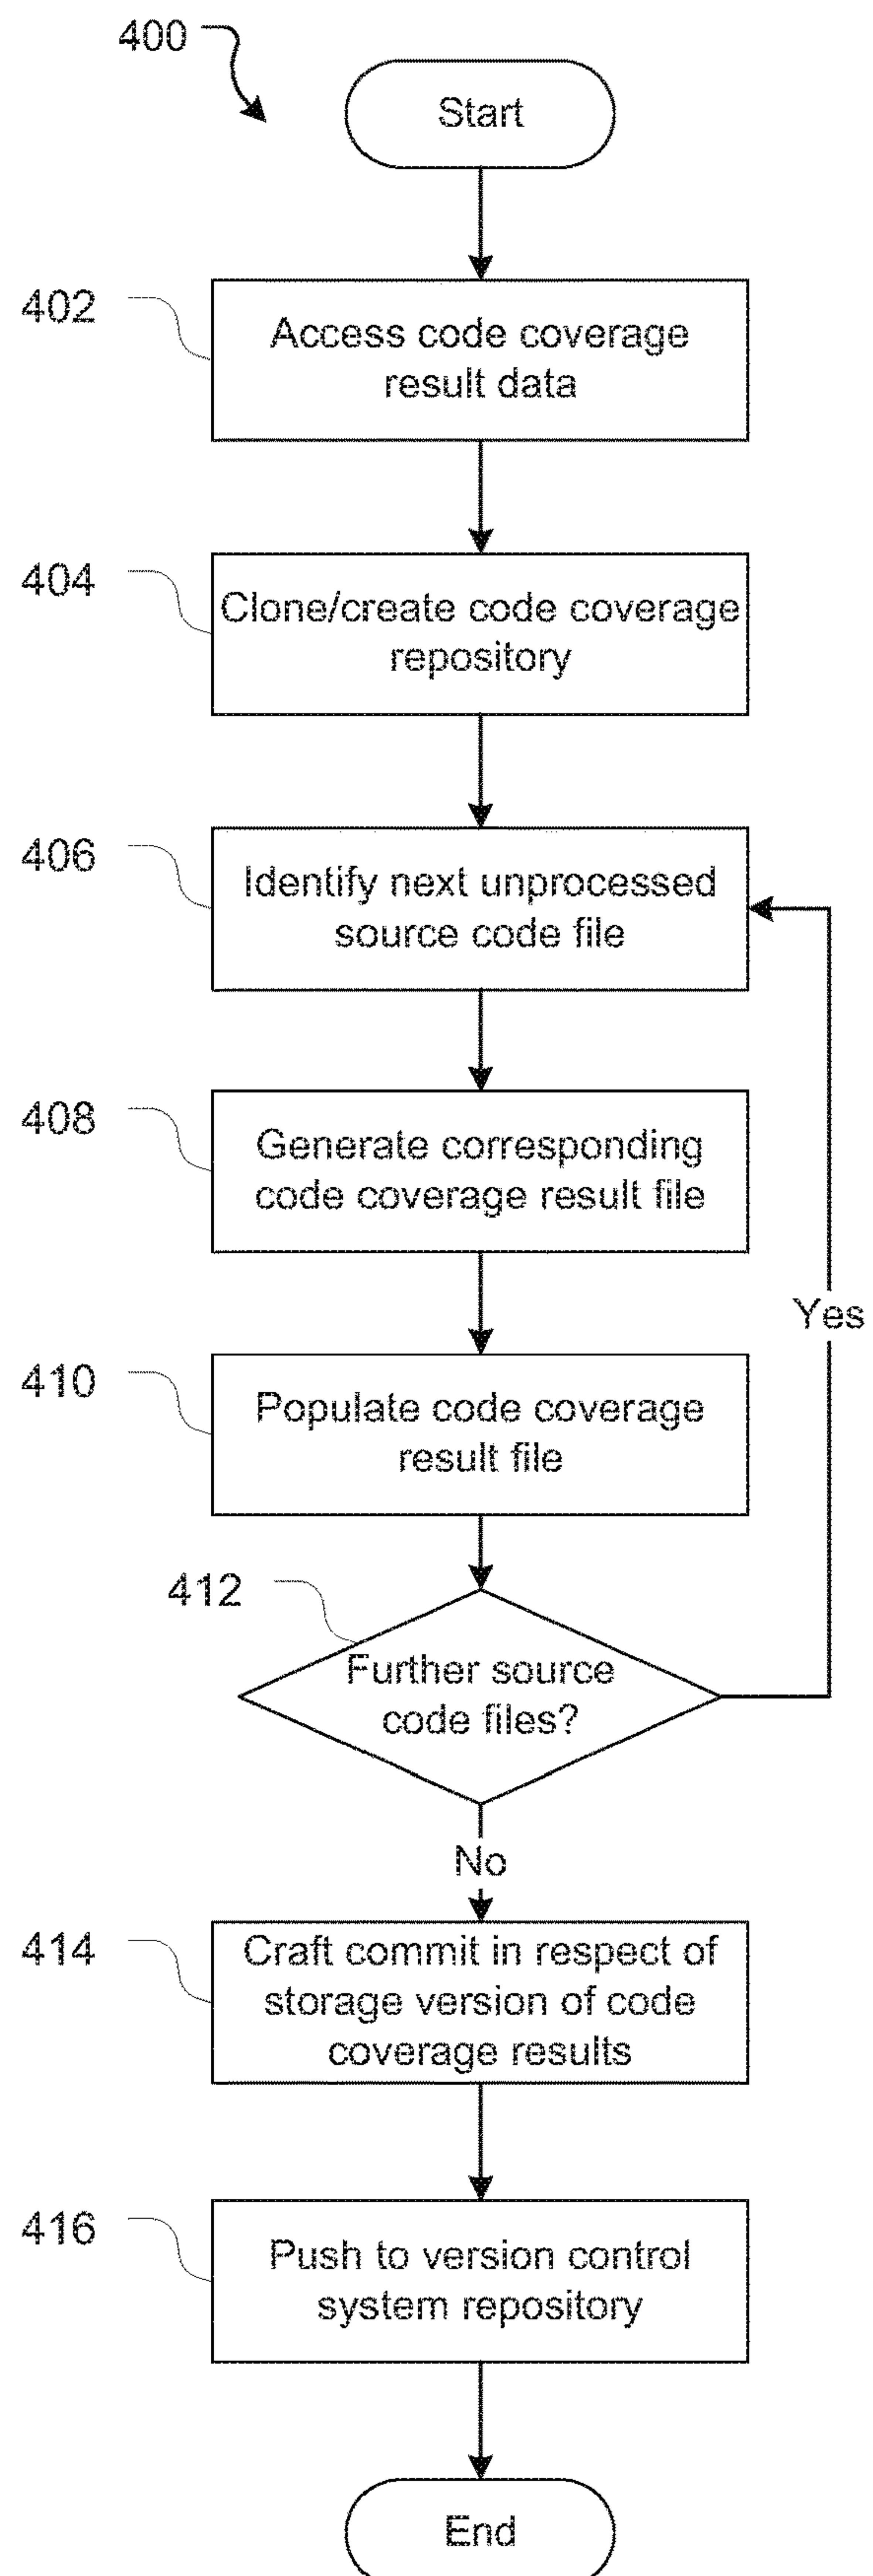 400
Start
402
Access code coverage
result data
404
Clone/create code coverage
repository
406
Identify next unprocessed
source code file
408
Generate corresponding
code coverage result file
Yes
410
Populate code coverage
result file
412
Further source
code files?
No
414
Craft commit in respect of
storage version of code
coverage results
416
Push to version control
system repository
End